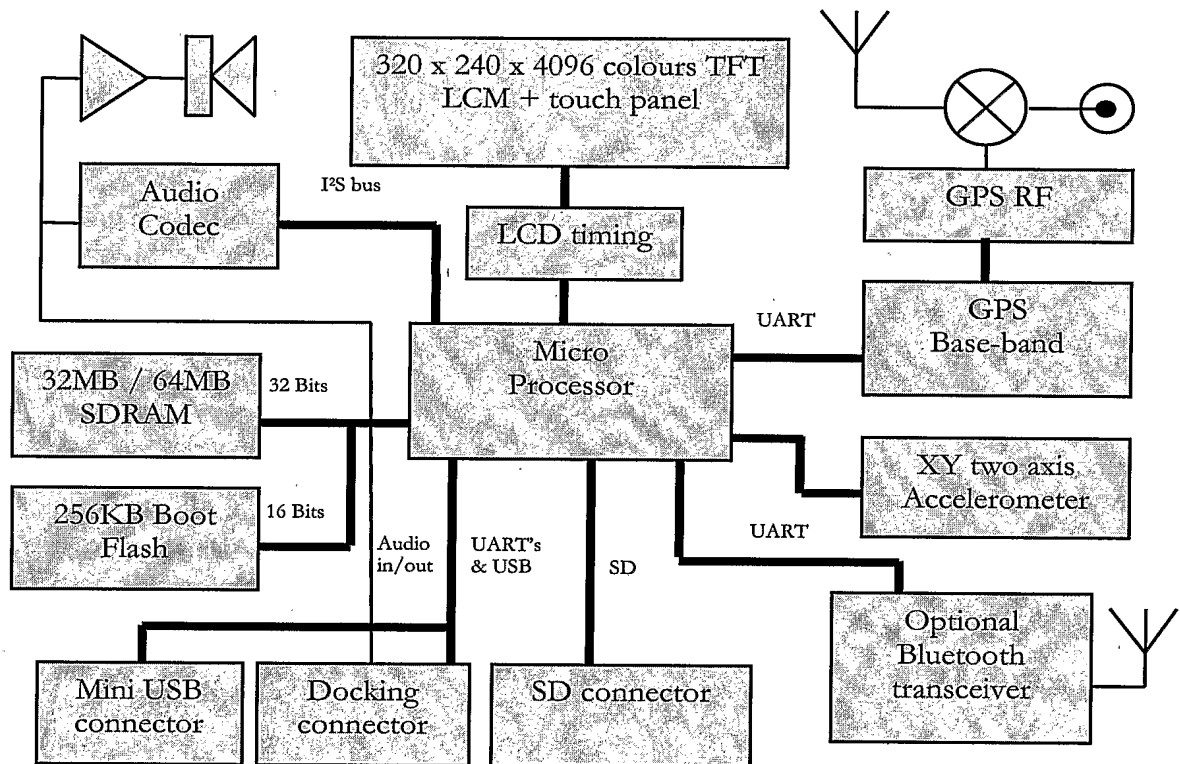 320 x 240 x 4096 colours TFT
LCM + touch panel
Audio
Codec
I²S bus
LCD timing
GPS RF
GPS
Base-band
UART
Micro
Processor
32MB / 64MB
SDRAM
32 Bits
XY two axis
Accelerometer
256KB Boot
Flash
16 Bits
Audio
in/out
UART's
& USB
SD
UART
Optional
Bluetooth
transceiver
Mini USB
connector
Docking
connector
SD connector